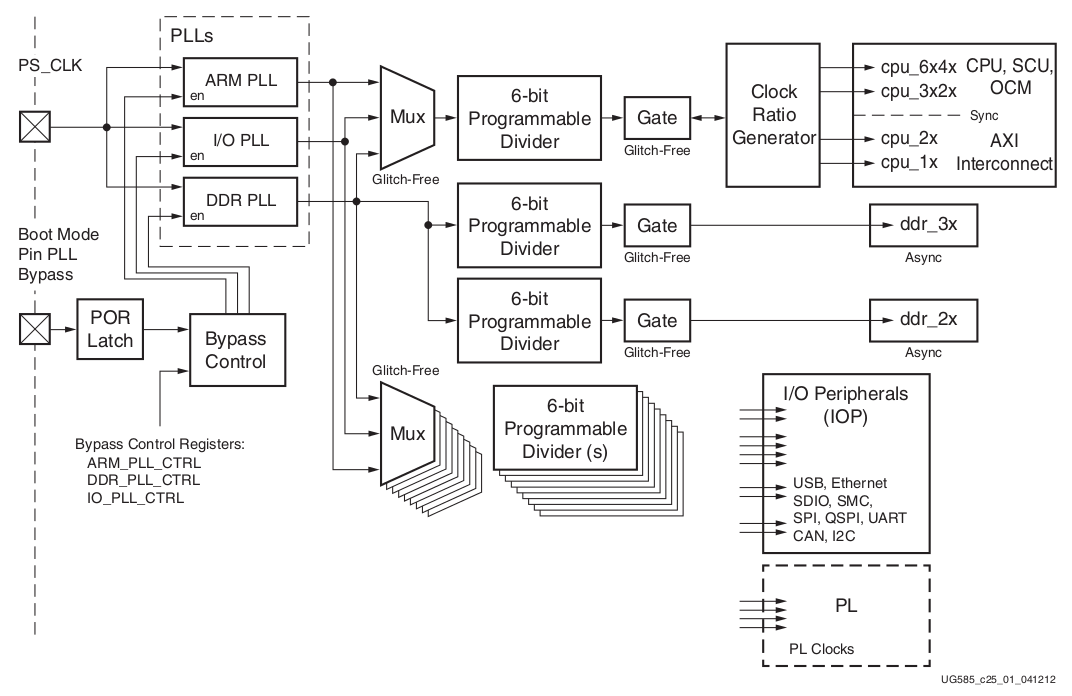 PLLs
PS_CLK
ARM PLL
en
I/O PLL
en
DDR PLL
en
Mux
Glitch-Free
6-bit
Programmable
Divider
Gate
Glitch-Free
Clock
Ratio
Generator
cpu_6x4x
cpu_3x2x
CPU, SCU,
OCM
Sync
cpu_2x
cpu_1x
AXI
Interconnect
6-bit
Programmable
Divider
Gate
Glitch-Free
ddr_3x
Async
Boot Mode
Pin PLL
Bypass
POR
Latch
Bypass
Control
6-bit
Programmable
Divider
Gate
Glitch-Free
ddr_2x
Async
Glitch-Free
Mux
6-bit
Programmable
Divider (s)
I/O Peripherals
(IOP)
USB, Ethernet
SDIO, SMC,
SPI, QSPI, UART
CAN, I2C
Bypass Control Registers:
ARM_PLL_CTRL
DDR_PLL_CTRL
IO_PLL_CTRL
PL
PL Clocks
UG585_c25_01_041212